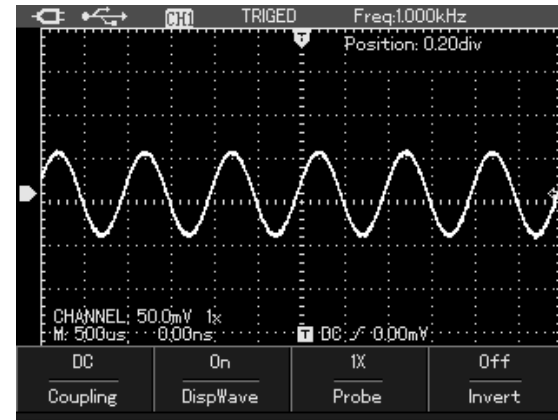 CH1 TRIGED Freq:1.000kHz
T
Position: 0.20div
CHANNEL; 50.0mV 1x
M: 500us; 0.00ns; T DC; 0.00mV;
DC On 1X Off
Coupling DispWave Probe Invert